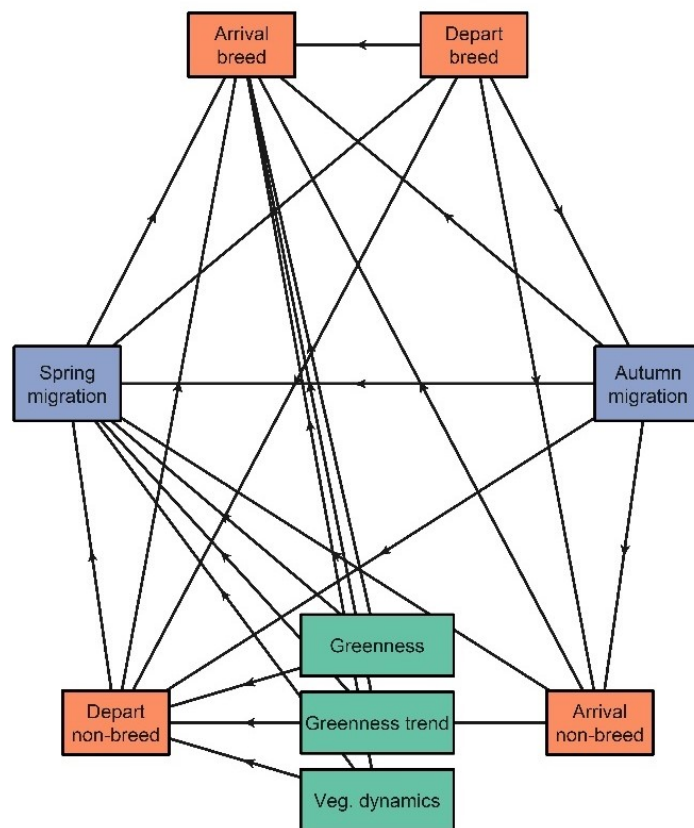 Arrival
breed
Depart
breed
Spring
migration
Autumn
migration
Greenness
Depart
non-breed
Greenness trend
Arrival
non-breed
Veg. dynamics